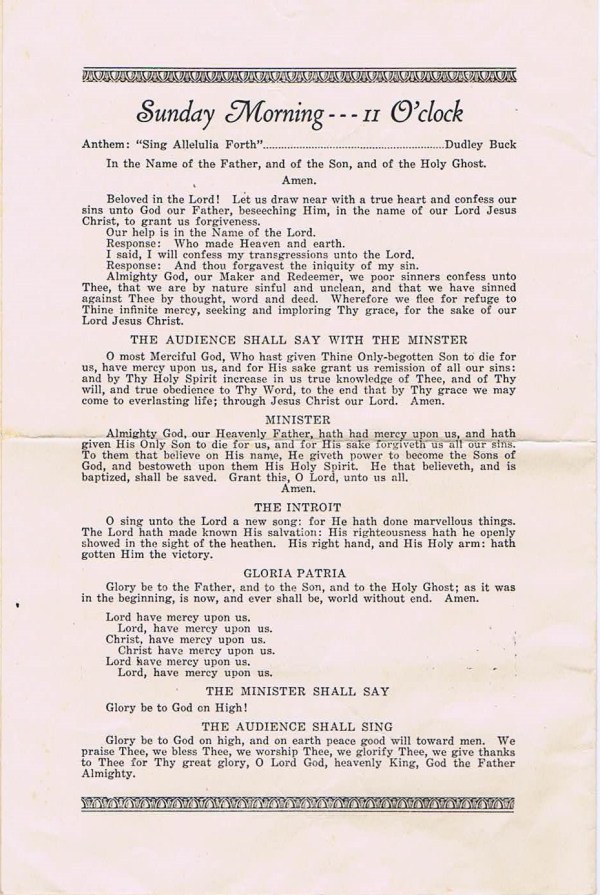 Sunday Morning---11 O'clock
Anthem: "Sing Allelulia Forth"......................................................Dudley Buck
In the Name of the Father, and of the Son, and of the Holy Ghost.
Amen.
Beloved in the Lord! Let us draw near with a true heart and confess our
sins unto God our Father, beseeching Him, in the name of our Lord Jesus
Christ, to grant us forgiveness.
Our help is in the Name of the Lord.
Response: Who made Heaven and earth.
I said, I will confess my transgressions unto the Lord.
Response: And thou forgavest the iniquity of my sin.
Almighty God, our Maker and Redeemer, we poor sinners confess unto
Thee, that we are by nature sinful and unclean, and that we have sinned
against Thee by thought, word and deed. Wherefore we flee for refuge to
Thine infinite mercy, seeking and imploring Thy grace, for the sake of our
Lord Jesus Christ.
THE AUDIENCE SHALL SAY WITH THE MINSTER
O most Merciful God, Who hast given Thine Only-begotten Son to die for
us, have mercy upon us, and for His sake grant us remission of all our sins:
and by Thy Holy Spirit increase in us true knowledge of Thee, and of Thy
will, and true obedience to Thy Word, to the end that by Thy grace we may
come to everlasting life; through Jesus Christ our Lord. Amen.
MINISTER
Almighty God, our Heavenly Father, hath had mercy upon us, and hath
given His Only Son to die for us, and for His sake forgiveth us all our sins.
To them that believe on His name, He giveth power to become the Sons of
God, and bestoweth upon them His Holy Spirit. He that believeth, and is
baptized, shall be saved. Grant this, O Lord, unto us all.
Amen.
THE INTROIT
O sing unto the Lord a new song: for He hath done marvellous things.
The Lord hath made known His salvation: His righteousness hath he openly
showed in the sight of the heathen. His right hand, and His Holy arm: hath
gotten Him the victory.
GLORIA PATRIA
Glory be to the Father, and to the Son, and to the Holy Ghost; as it was
in the beginning, is now, and ever shall be, world without end. Amen.
Lord have mercy upon us.
Lord, have mercy upon us.
Christ, have mercy upon us.
Christ have mercy upon us.
Lord have mercy upon us.
Lord, have mercy upon us.
THE MINISTER SHALL SAY
Glory be to God on High!
THE AUDIENCE SHALL SING
Glory be to God on high, and on earth peace good will toward men. We
praise Thee, we bless Thee, we worship Thee, we glorify Thee, we give thanks
to Thee for Thy great glory, O Lord God, heavenly King, God the Father
Almighty.